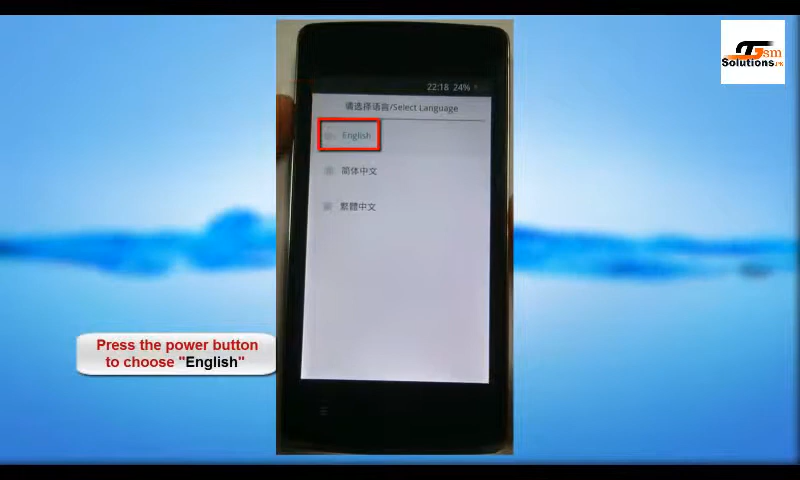 Gsm
Solutions.PK
22:18 24%
请选择语言/Select Language
English
简体中文
繁體中文
Press the power button
to choose "English"